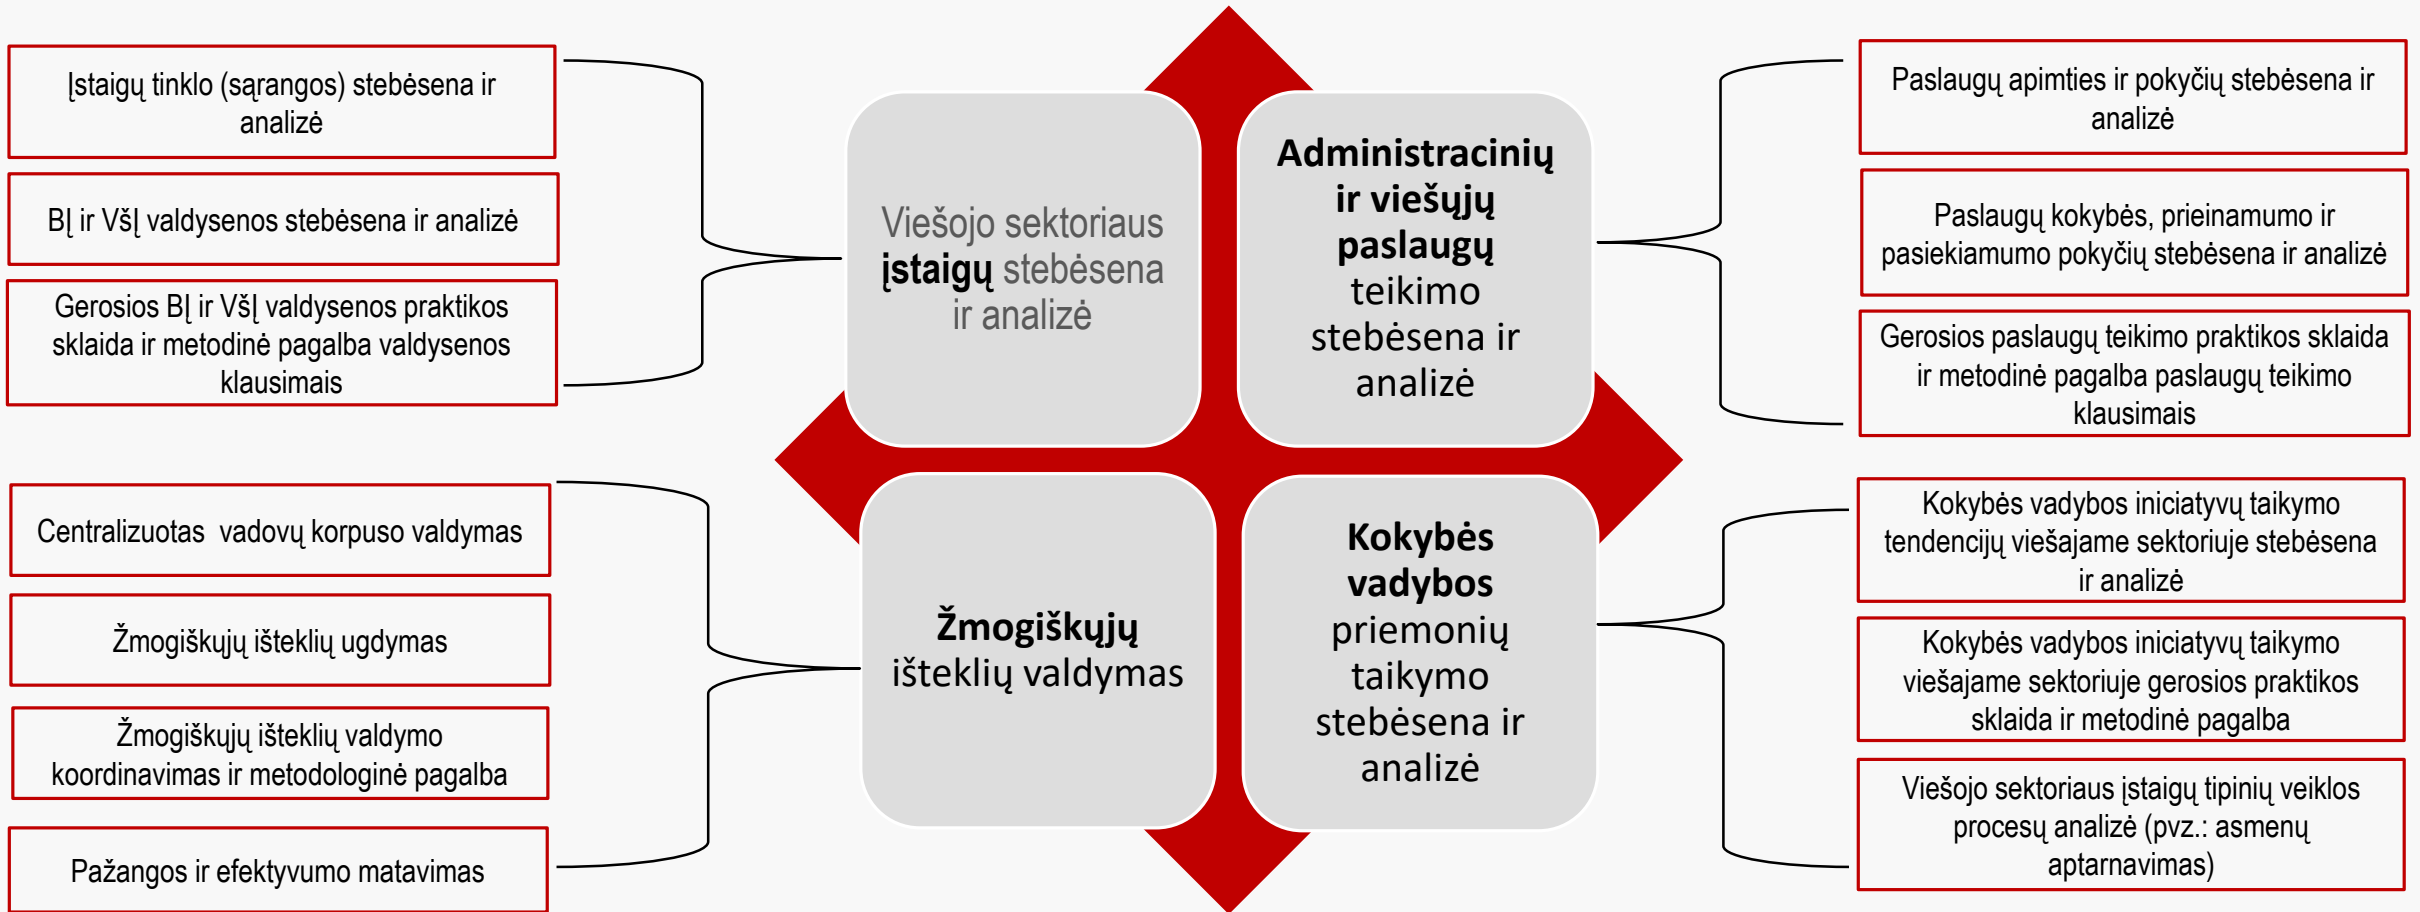 Įstaigų tinklo (sąrangos) stebėsena ir
analizė
BĮ ir VšĮ valdysenos stebėsena ir analizė
Gerosios BĮ ir VšĮ valdysenos praktikos
sklaida ir metodinė pagalba valdysenos
klausimais
Viešojo sektoriaus
įstaigų stebėsena
ir analizė
Administracinių
ir viešųjų
paslaugų
teikimo
stebėsena ir
analizė
Paslaugų apimties ir pokyčių stebėsena ir
analizė
Paslaugų kokybės, prieinamumo ir
pasiekiamumo pokyčių stebėsena ir analizė
Gerosios paslaugų teikimo praktikos sklaida
ir metodinė pagalba paslaugų teikimo
klausimais
Centralizuotas vadovų korpuso valdymas
Žmogiškųjų išteklių ugdymas
Žmogiškųjų išteklių valdymo
koordinavimas ir metodologinė pagalba
Pažangos ir efektyvumo matavimas
Žmogiškųjų
išteklių valdymas
Kokybės
vadybos
priemonių
taikymo
stebėsena ir
analizė
Kokybės vadybos iniciatyvų taikymo
tendencijų viešajame sektoriuje stebėsena
ir analizė
Kokybės vadybos iniciatyvų taikymo
viešajame sektoriuje gerosios praktikos
sklaida ir metodinė pagalba
Viešojo sektoriaus įstaigų tipinių veiklos
procesų analizė (pvz.: asmenų
aptarnavimas)